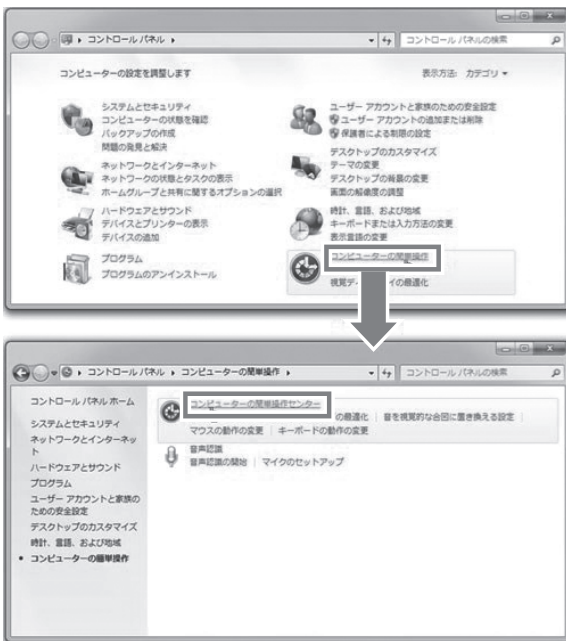 コントロール パネル
コントロール パネルの検索
コンピューターの設定を調整します
表示方法: カテゴリ
システムとセキュリティ
コンピューターの状態を確認
バックアップの作成
問題の発見と解決
ネットワークとインターネット
ネットワークの状態とタスクの表示
ホームグループと共有に関するオプションの選択
ハードウェアとサウンド
デバイスとプリンターの表示
デバイスの追加
プログラム
プログラムのアンインストール
ユーザー アカウントと家族のための安全設定
ユーザー アカウントの追加または削除
保護者による制限の設定
デスクトップのカスタマイズ
テーマの変更
デスクトップの背景の変更
画面の解像度の調整
時計、言語、および地域
キーボードまたは入力方法の変更
表示言語の変更
コンピューターの簡単操作
視覚デ
イの最適化
コントロール パネル
コンピューターの簡単操作
コントロール パネルの検索
コントロール パネル ホーム
システムとセキュリティ
ネットワークとインターネッ
ト
ハードウェアとサウンド
プログラム
ユーザー アカウントと家族の
ための安全設定
デスクトップのカスタマイズ
時計、言語、および地域
コンピューターの簡単操作
コンピューターの簡単操作センター
の最適化 | 音を視覚的な合図に置き換える設定
マウスの動作の変更 | キーボードの動作の変更
音声認識
音声認識の開始 | マイクのセットアップ